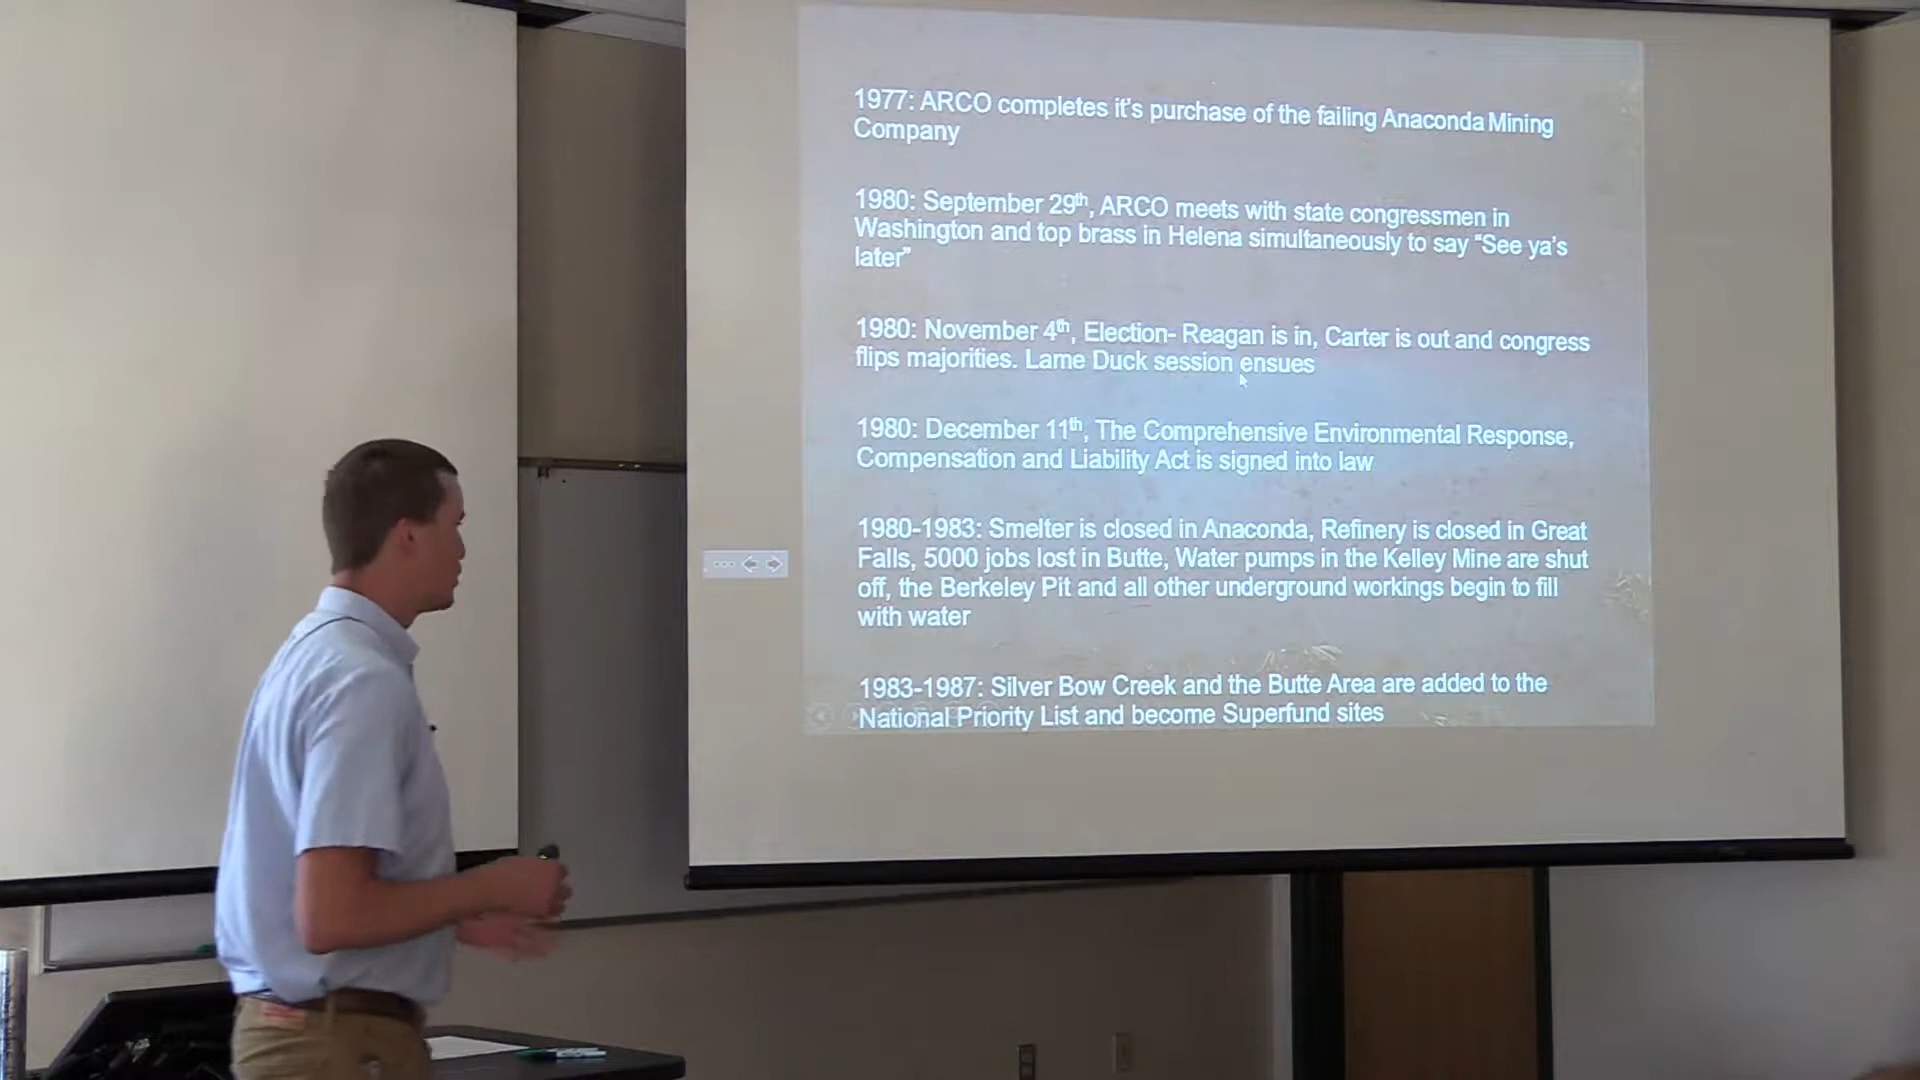 1977: ARCO completes it's purchase of the failing Anaconda Mining
Company
1980: September 29th, ARCO meets with state congressmen in
Washington and top brass in Helena simultaneously to say “See ya's
later”
1980: November 4th, Election- Reagan is in, Carter is out and congress
flips majorities. Lame Duck session ensues
1980: December 11th, The Comprehensive Environmental Response,
Compensation and Liability Act is signed into law
1980-1983: Smelter is closed in Anaconda, Refinery is closed in Great
Falls, 5000 jobs lost in Butte, Water pumps in the Kelley Mine are shut
off, the Berkeley Pit and all other underground workings begin to fill
with water
1983-1987: Silver Bow Creek and the Butte Area are added to the
National Priority List and become Superfund sites